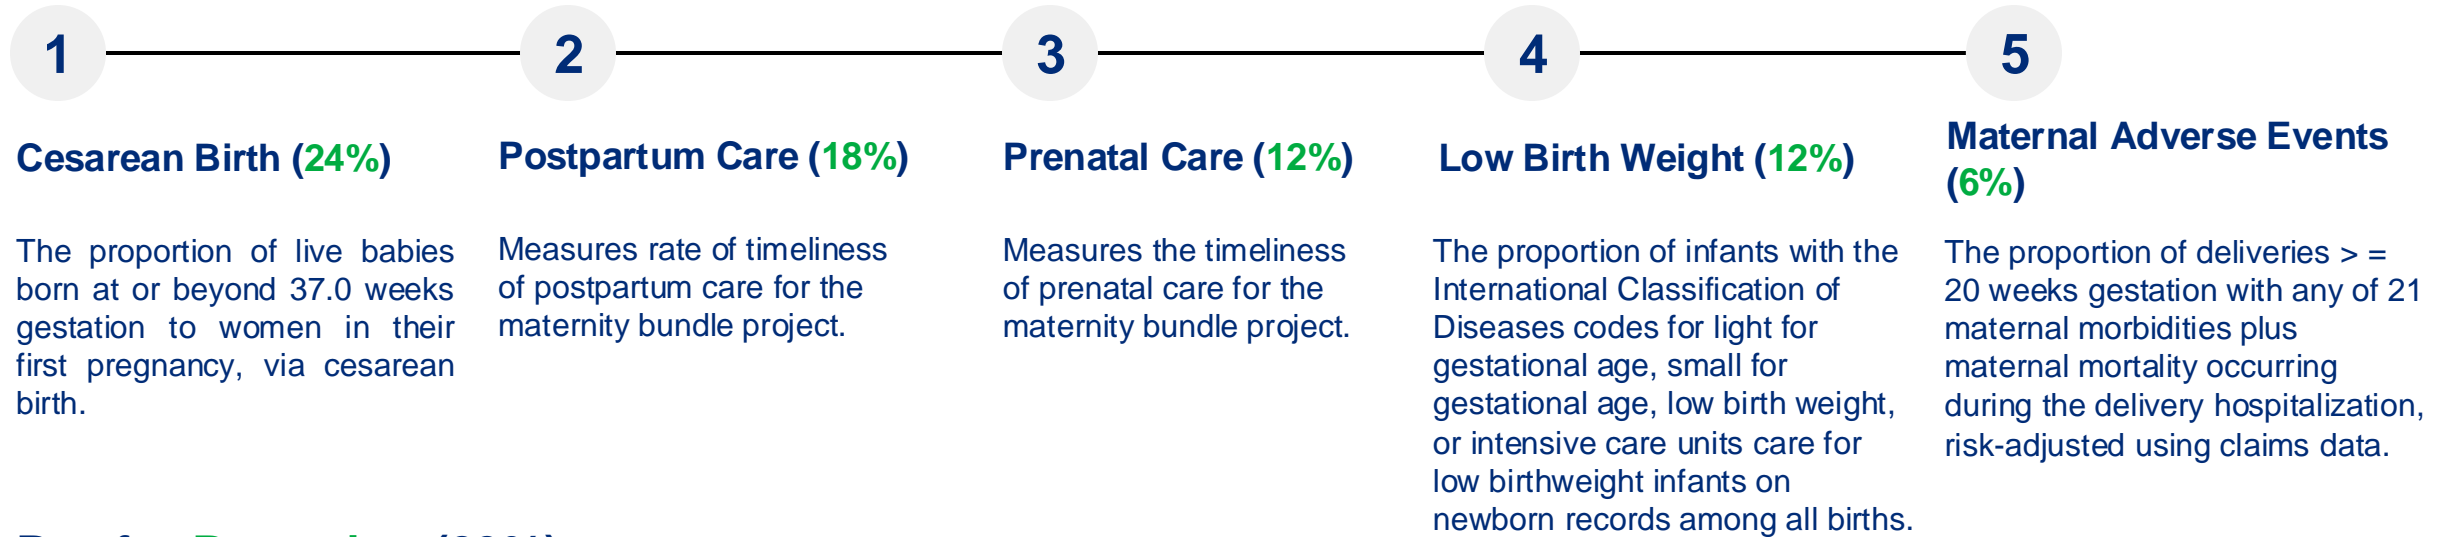 1
2
3
4
5
Cesarean Birth (24%)
The proportion of live babies
born at or beyond 37.0 weeks
gestation to women in their
first pregnancy, via cesarean
birth.
Postpartum Care (18%)
Measures rate of timeliness
of postpartum care for the
maternity bundle project.
Prenatal Care (12%)
Measures the timeliness
of prenatal care for the
maternity bundle project.
Low Birth Weight (12%)
The proportion of infants with the
International Classification of
Diseases codes for light for
gestational age, small for
gestational age, low birth weight,
or intensive care units care for
low birthweight infants on
newborn records among all births.
Maternal Adverse Events
(6%)
The proportion of deliveries > =
20 weeks gestation with any of 21
maternal morbidities plus
maternal mortality occurring
during the delivery hospitalization,
risk-adjusted using claims data.